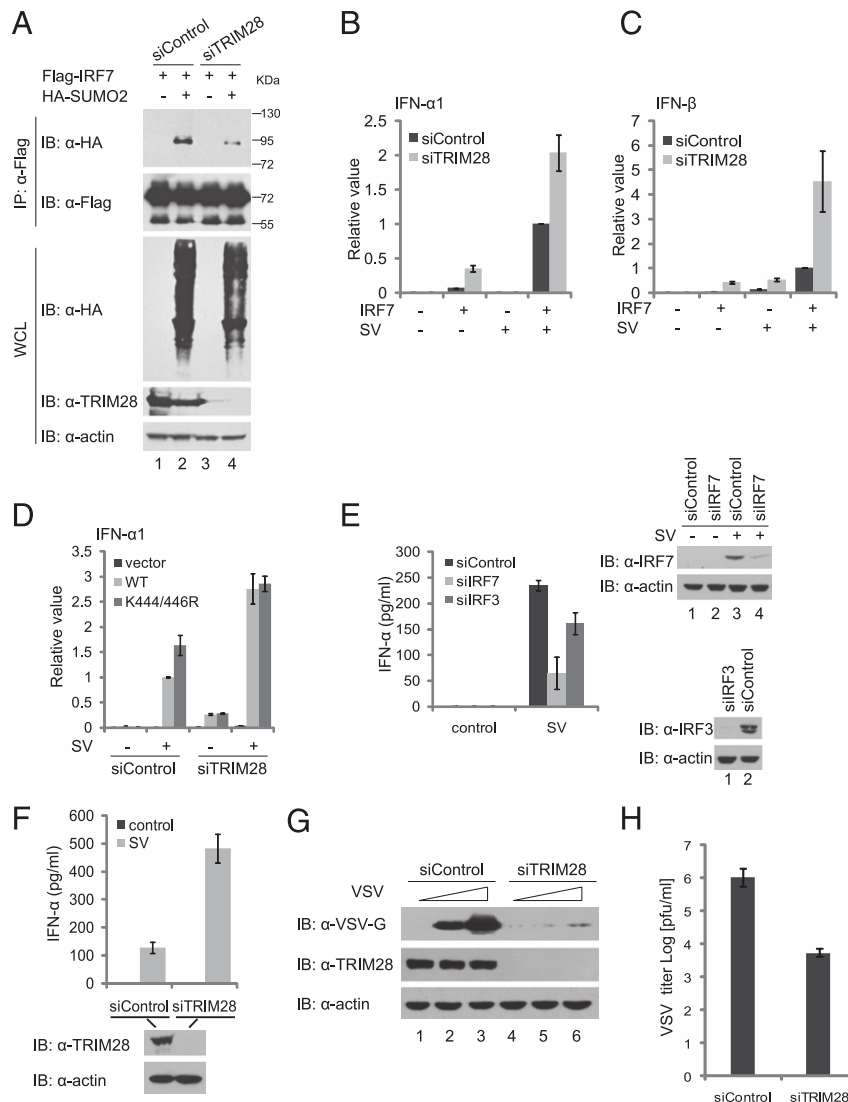 A
siControl
siTRIM28
Flag-IRF7 + + + +
HA-SUMO2 - + - +
KDa
IP: α-Flag
IB: α-HA
130
95
72
IB: α-Flag
72
55
WCL
IB: α-HA
IB: α-TRIM28
IB: α-actin
1 2 3 4
B
IFN-α1
siControl
siTRIM28
Relative value
2.5
2
1.5
1
0.5
0
IRF7 - + - +
SV - - + +
C
IFN-β
siControl
siTRIM28
Relative value
7
6
5
4
3
2
1
0
- + - +
- - + +
D
IFN-α1
vector
WT
K444/446R
Relative value
3.5
3
2.5
2
1.5
1
0.5
0
SV - + - +
siControl siTRIM28
E
siControl
siIRF7
siIRF3
IFN-α (pg/ml)
300
250
200
150
100
50
0
control SV
siControl
siIRF7
siControl
siIRF7
SV
- - + +
IB: α-IRF7
IB: α-actin
1 2 3 4
siIRF3
siControl
IB: α-IRF3
IB: α-actin
1 2
F
control
SV
IFN-α (pg/ml)
600
500
400
300
200
100
0
siControl siTRIM28
IB: α-TRIM28
IB: α-actin
G
siControl siTRIM28
VSV
IB: α-VSV-G
IB: α-TRIM28
IB: α-actin
1 2 3 4 5 6
H
VSV titer Log [pfu/ml]
7
6
5
4
3
2
1
0
siControl siTRIM28